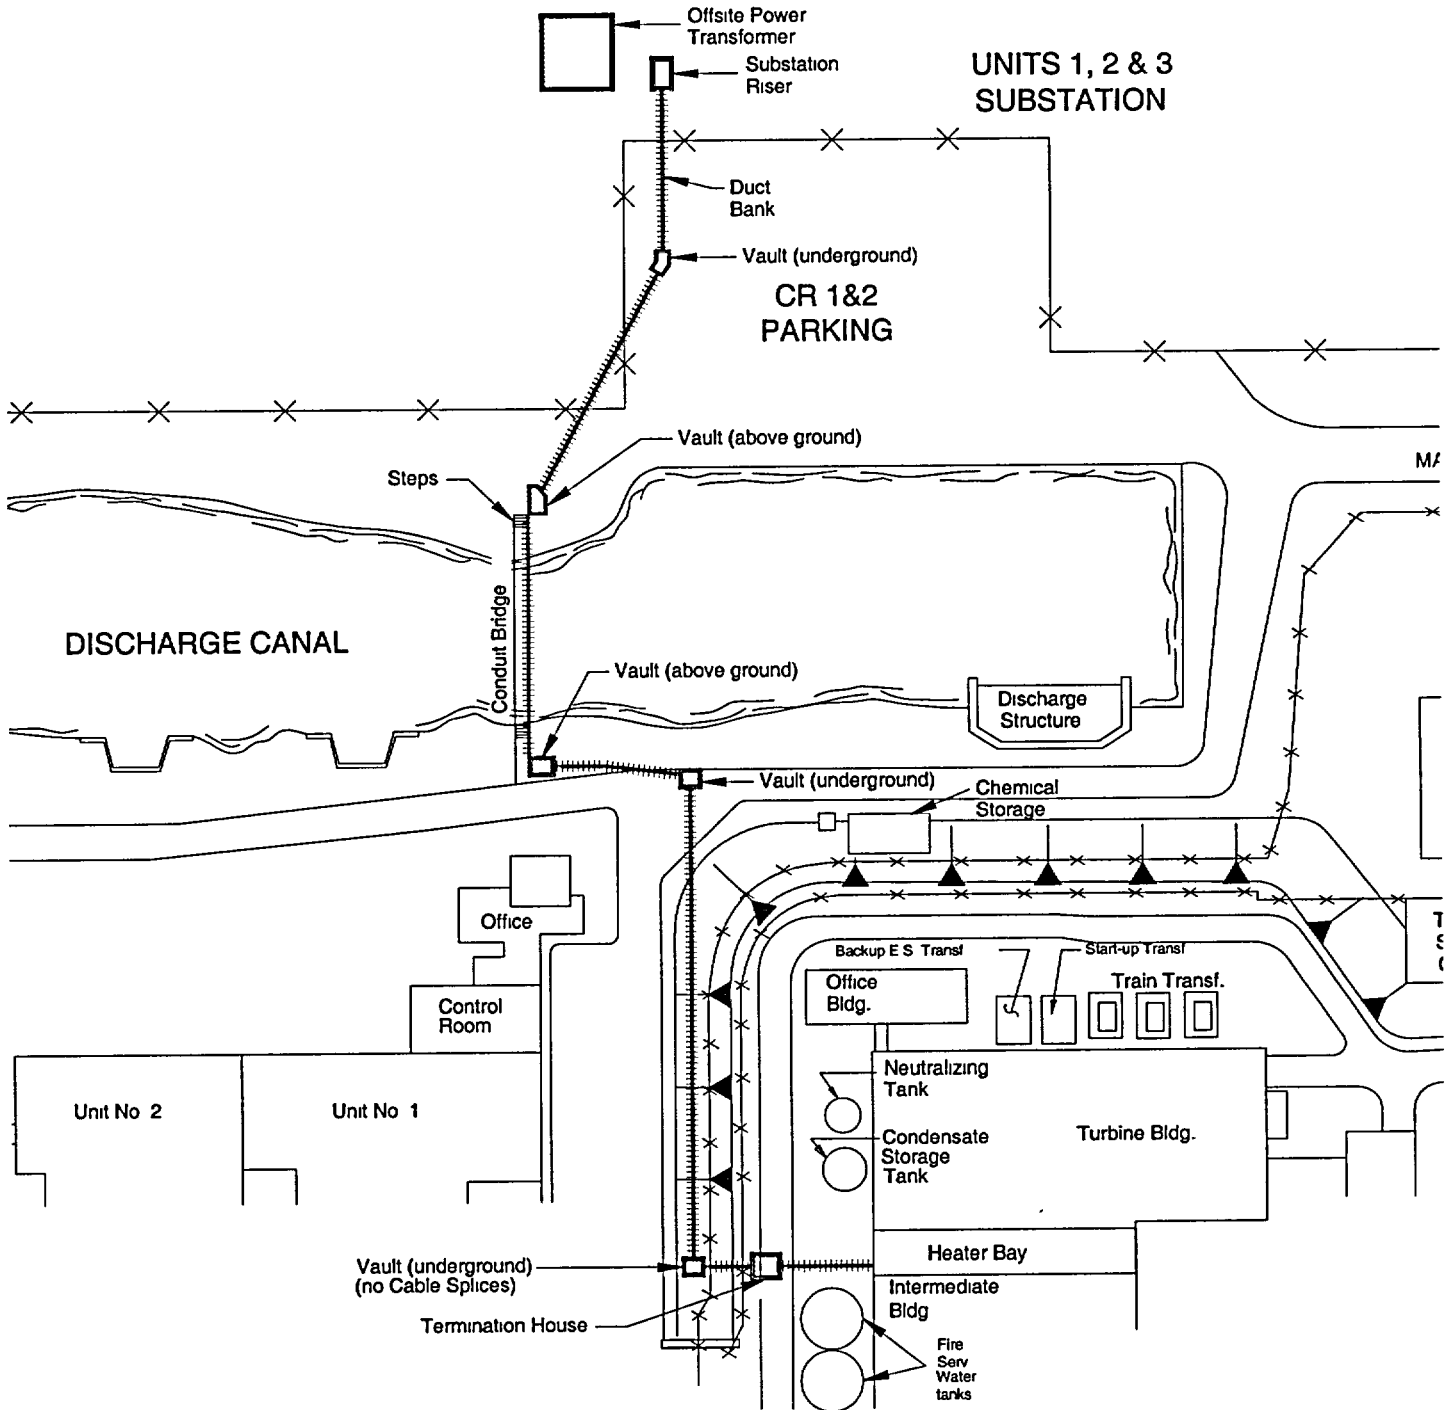 Offsite Power
Transformer
Substation
Riser
UNITS 1, 2 & 3
SUBSTATION
Duct
Bank
Vault (underground)
CR 1&2
PARKING
Vault (above ground)
Steps
MA
Conduit Bridge
DISCHARGE CANAL
Vault (above ground)
Discharge
Structure
Vault (underground)
Chemical
Storage
Office
T
S
C
Backup E S Transf
Start-up Transf
Office
Bldg.
Train Transf.
Control
Room
Neutralizing
Tank
Unit No 2
Unit No 1
Turbine Bldg.
Condensate
Storage
Tank
Vault (underground)
(no Cable Splices)
Heater Bay
Intermediate
Bldg
Termination House
Fire
Serv
Water
tanks